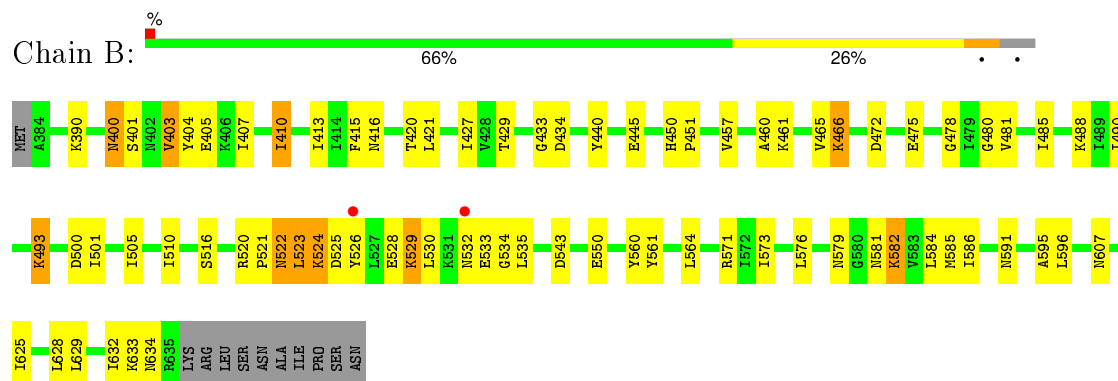 %
Chain B:
66% 26% • •
MET A384 K390 N400 S401 N402 V403 Y404 E405 K406 I407 I410 I413 I414 F415 N416 T420 L421 I427 V428 T429 G433 D434 Y440 E445 H450 P451 V457 A460 K461 V465 K466 D472 E475 G478 I479 G480 V481 I485 K488 I489
K493 D500 I501 I505 I510 S516 R520 P521 N522 L523 K524 D525 Y526 L527 E528 K529 L530 K531 N532 E533 G534 L535 D543 E550 Y560 Y561 L564 R571 I572 I573 L576 N579 G580 N581 K582 V583 L584 M585 I586 N591 A595 L596 N607
I625 L628 L629 I632 K633 N634 R635 LYS ARG LEU SER ASN ALA ILE PRO SER ASN